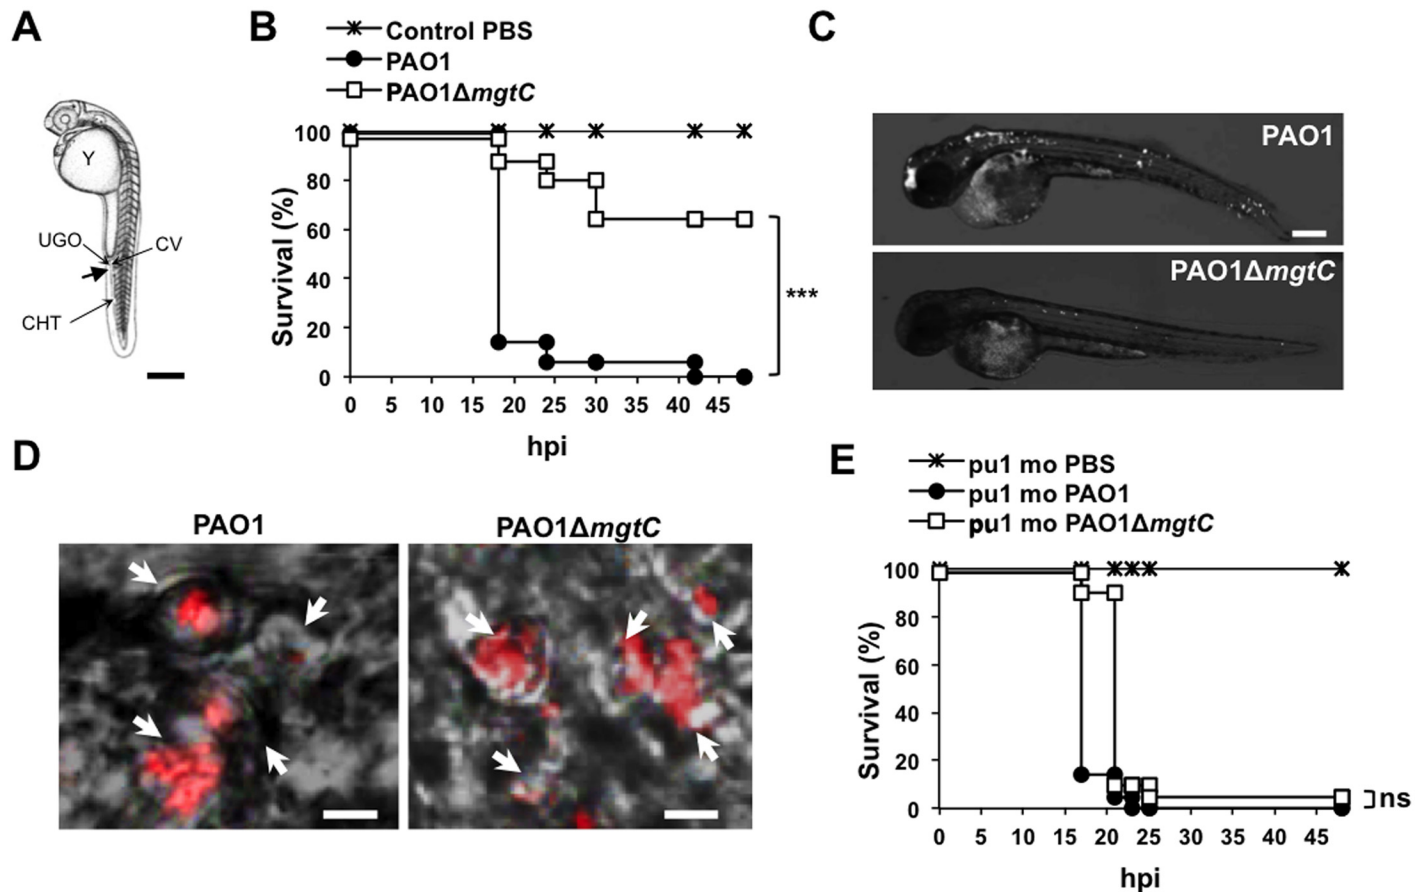 A
Y
UGO
CV
CHT
B
Control PBS
PAO1
PAO1ΔmgtC
Survival (%)
100
80
60
40
20
0
0 5 10 15 20 25 30 35 40 45
hpi
***
C
PAO1
PAO1ΔmgtC
D
PAO1
PAO1ΔmgtC
E
pu1 mo PBS
pu1 mo PAO1
pu1 mo PAO1ΔmgtC
Survival (%)
100
80
60
40
20
0
0 5 10 15 20 25 30 35 40 45
hpi
ns